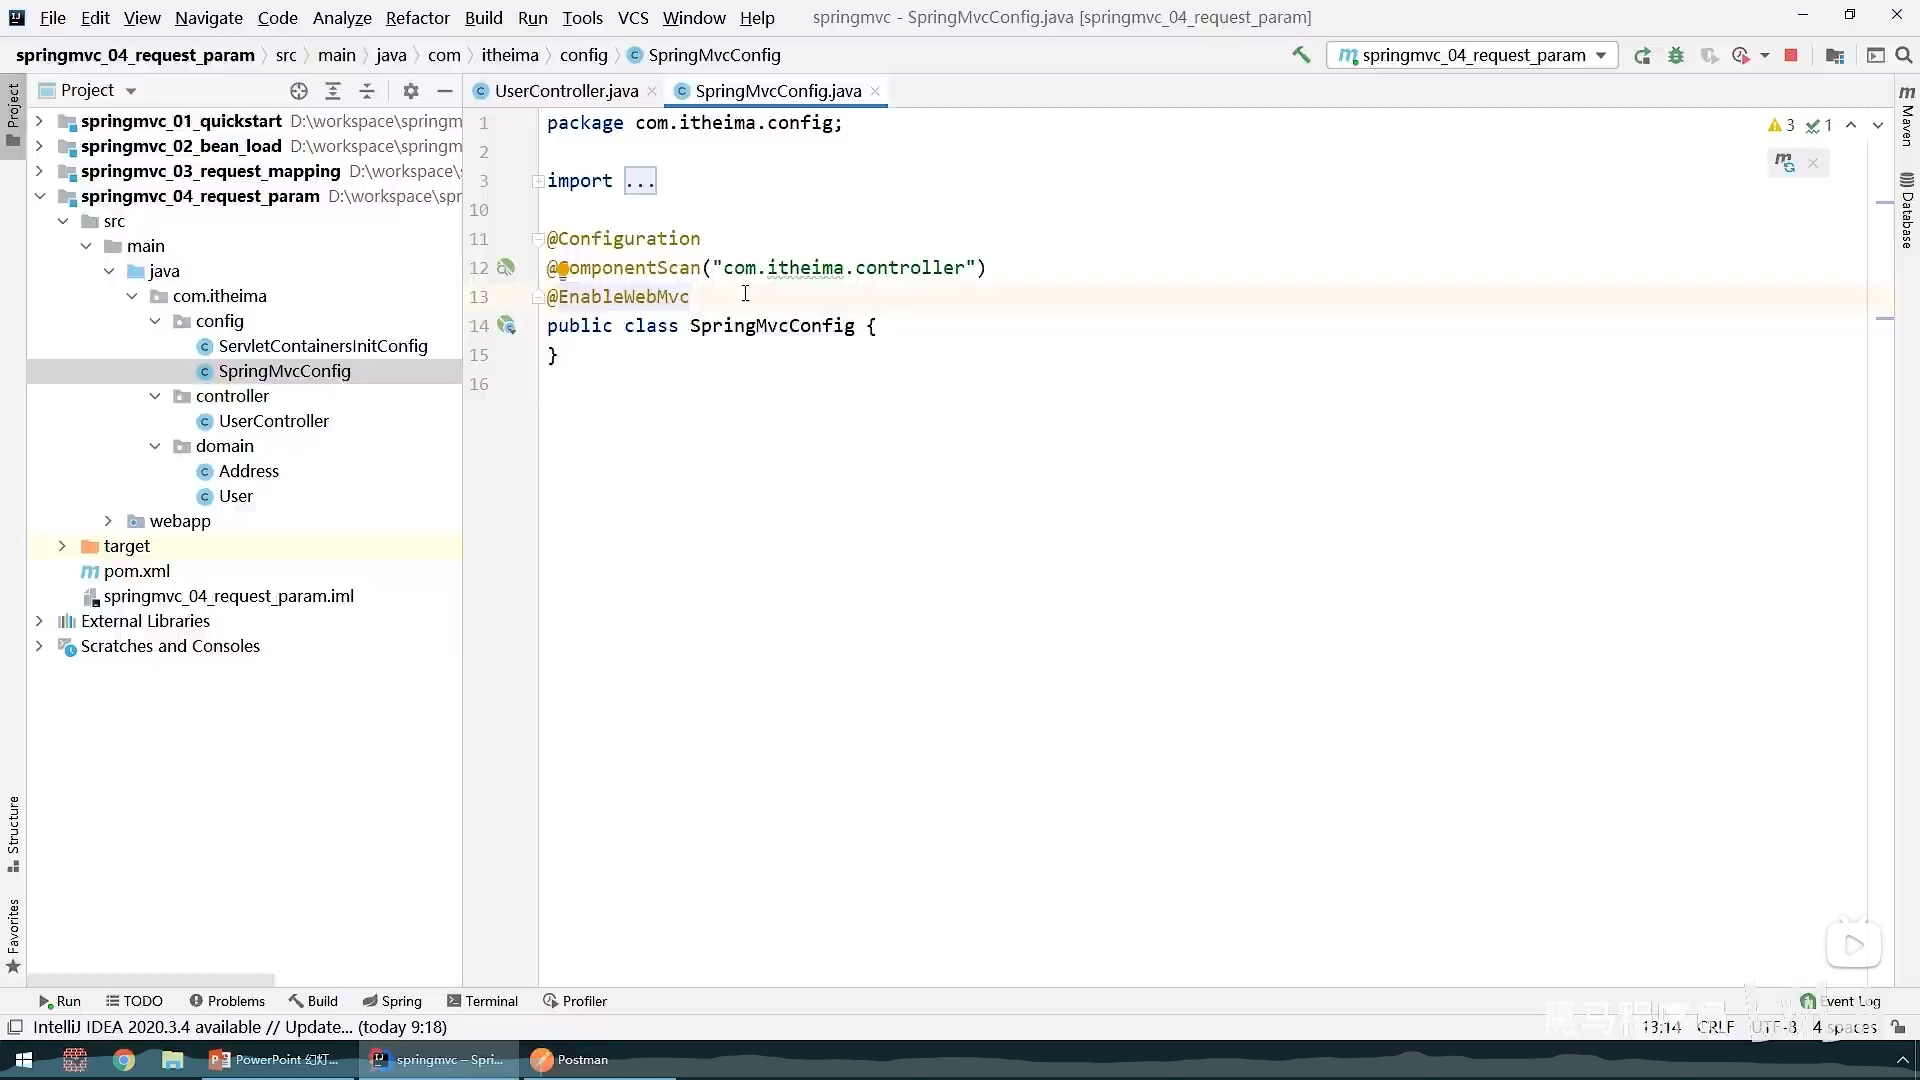 File Edit View Navigate Code Analyze Refactor Build Run Tools VCS Window Help springmvc - SpringMvcConfig.java [springmvc_04_request_param]
springmvc_04_request_param src main java com itheima config SpringMvcConfig springmvc_04_request_param
Project UserController.java SpringMvcConfig.java
Project
Structure
Favorites
springmvc_01_quickstart D:\workspace\springm
springmvc_02_bean_load D:\workspace\springm
springmvc_03_request_mapping D:\workspace\
springmvc_04_request_param D:\workspace\spr
src
main
java
com.itheima
config
ServletContainersInitConfig
SpringMvcConfig
controller
UserController
domain
Address
User
webapp
target
pom.xml
springmvc_04_request_param.iml
External Libraries
Scratches and Consoles
1 package com.itheima.config;
2
3 import ...
10
11 @Configuration
12 @ComponentScan("com.itheima.controller")
13 @EnableWebMvc
14 public class SpringMvcConfig {
15 }
16
3 1
Maven
Database
Run TODO Problems Build Spring Terminal Profiler Event Log
IntelliJ IDEA 2020.3.4 available // Update... (today 9:18) 13:14 CRLF UTF-8 4 spaces
PowerPoint 幻灯... springmvc – Spri... Postman